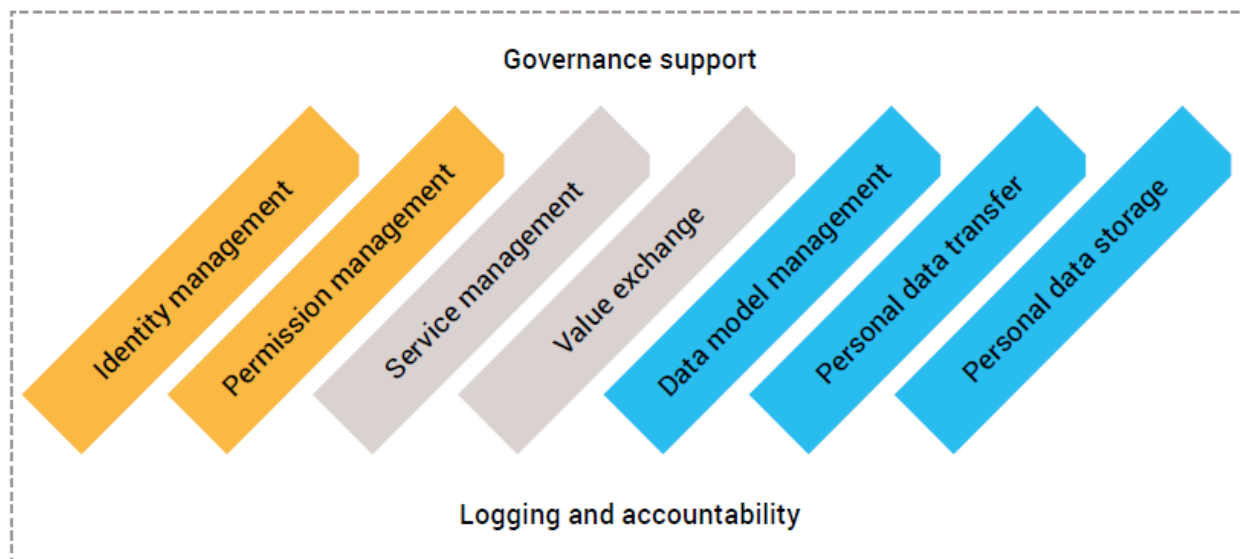 Governance support
Identity management
Permission management
Service management
Value exchange
Data model management
Personal data transfer
Personal data storage
Logging and accountability